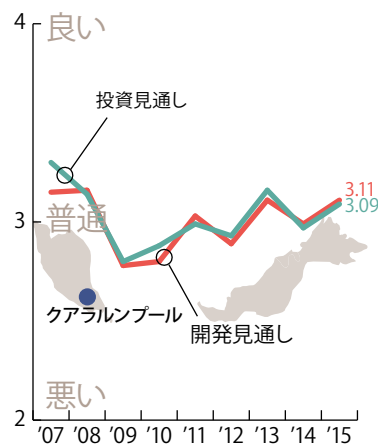 4
良い
投資見通し
3.11
3.09
3
普通
クアラルンプール
開発見通し
悪い
2
'07 '08 '09 '10 '11 '12 '13 '14 '15